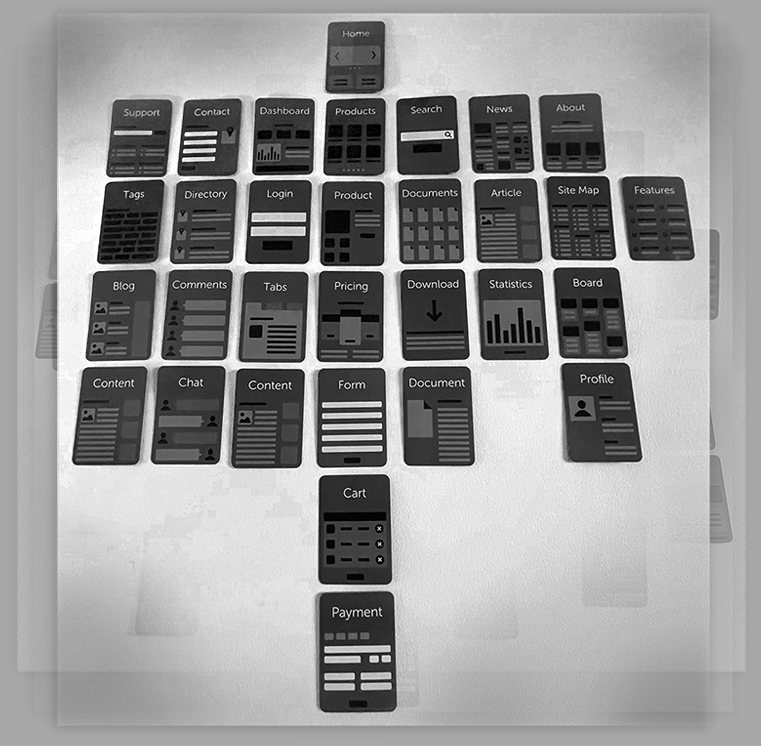 Home
Support
Contact
Dashboard
Products
Search
News
About
Tags
Directory
Login
Product
Documents
Article
Site Map
Features
Blog
Comments
Tabs
Pricing
Download
Statistics
Board
Content
Chat
Content
Form
Document
Profile
Cart
Payment